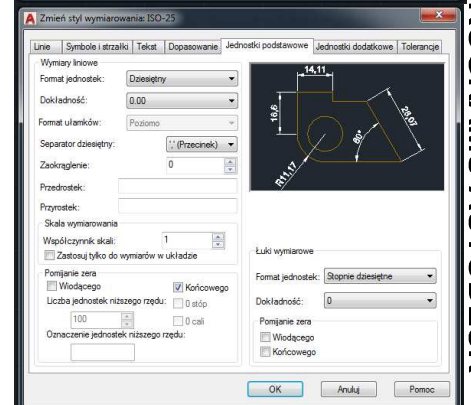 Zmień styl wymiarowania: ISO-25
Linie Symbole i strzałki Tekst Dopasowanie Jednostki podstawowe Jednostki dodatkowe Tolerancje
Wymiary liniowe
Format jednostek: Dziesiętny
Dokładność: 0.00
Format ułamków: Poziomo
Separator dziesiętny: ',' (Przecinek)
Zaokrąglenie: 0
Przedrostek:
Przyrostek:
Skala wymiarowania
Współczynnik skali: 1
Zastosuj tylko do wymiarów w układzie
Pomijanie zera
Wiodącego Końcowego
Liczba jednostek niższego rzędu: 0 stóp
100 0 cali
Oznaczenie jednostek niższego rzędu:
14,11
16,6
28,07
60°
R11,17
Łuki wymiarowe
Format jednostek: Stopnie dziesiętne
Dokładność: 0
Pomijanie zera
Wiodącego
Końcowego
OK Anuluj Pomoc